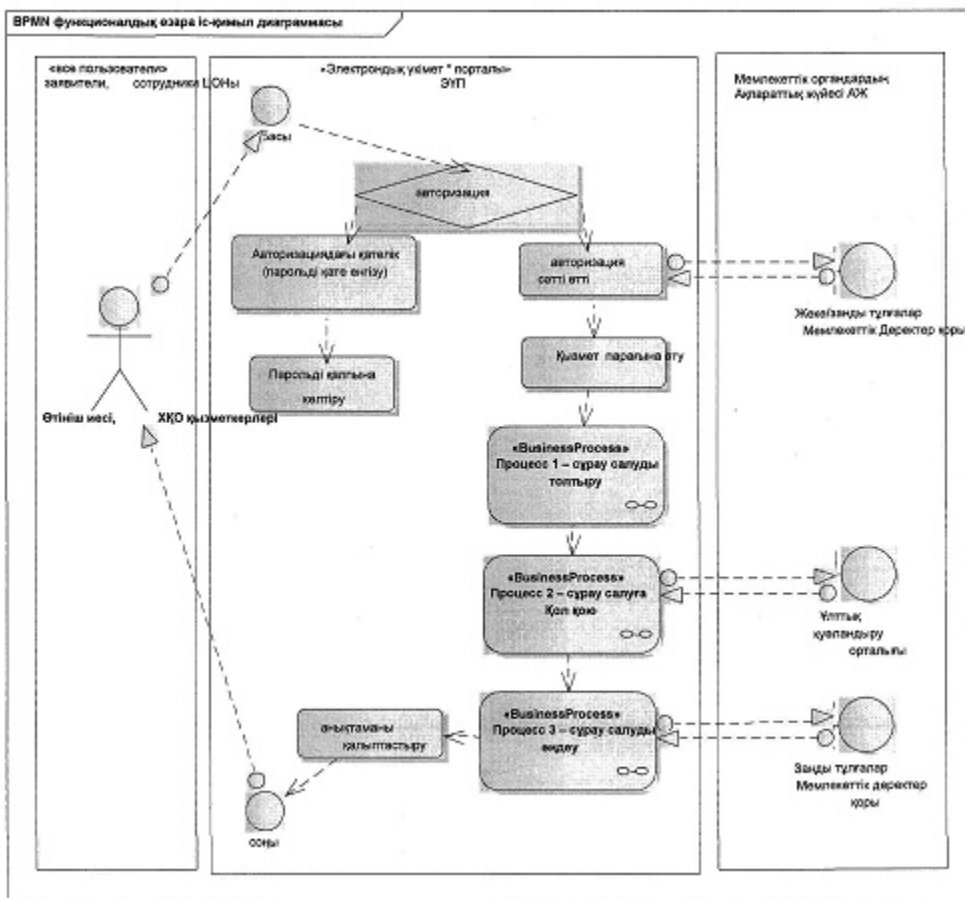 BPMN функционалдық өзара іс-қимыл диаграммасы
«все пользователи»
заявители, сотрудники ЦОНы
«Электрондық үкімет " порталы»
ЭҮП
Мемлекеттік органдардың
Ақпараттық жүйесі АЖ
Басы
авторизация
Авторизациядағы қателік
(парольді қате енгізу)
авторизация
сәтті өтті
Жеке/заңды тұлғалар
Мемлекеттік Деректер қоры
Парольді қалпына
келтіру
Қызмет парағына өту
Өтініш иесі, ХҚО қызметкерлері
«BusinessProcess»
Процесс 1 – сұрау салуды
толтыру
«BusinessProcess»
Процесс 2 – сұрау салуға
Қол қою
Ұлттық
куәландыру
орталығы
«BusinessProcess»
Процесс 3 – сұрау салуды
өңдеу
анықтаманы
қалыптастыру
Заңды тұлғалар
Мемлекеттік деректер
қоры
соңы